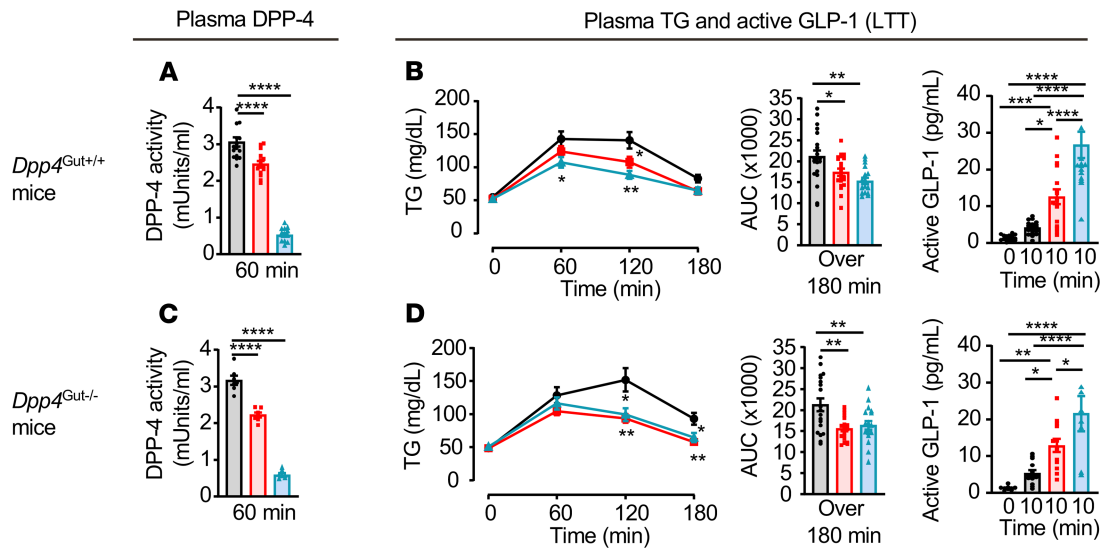 Plasma DPP-4
Plasma TG and active GLP-1 (LTT)
Dpp4Gut+/+
mice
A
****
****
DPP-4 activity
(mUnits/ml)
4
3
2
1
0
60 min
B
TG (mg/dL)
200
150
100
50
0
*
*
**
0 60 120 180
Time (min)
AUC (x1000)
**
*
35
30
25
20
15
10
5
0
Over
180 min
Active GLP-1 (pg/mL)
****
****
***
****
*
40
30
20
10
0
0 10 10 10
Time (min)
Dpp4Gut-/-
mice
C
****
****
DPP-4 activity
(mUnits/ml)
4
3
2
1
0
60 min
D
TG (mg/dL)
200
150
100
50
0
*
**
*
**
0 60 120 180
Time (min)
AUC (x1000)
**
**
35
30
25
20
15
10
5
0
Over
180 min
Active GLP-1 (pg/mL)
****
****
**
*
*
40
30
20
10
0
0 10 10 10
Time (min)